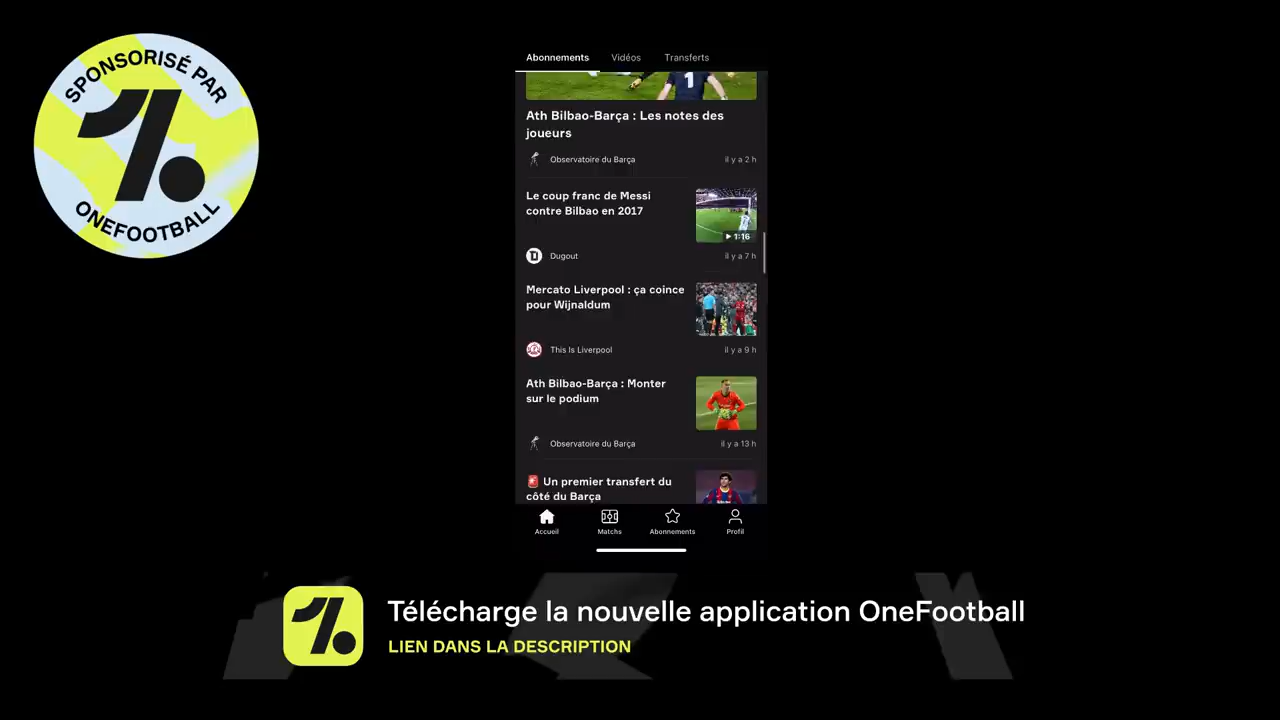 SPONSORISÉ PAR
ONEFOOTBALL
Abonnements Vidéos Transferts
1
Ath Bilbao-Barça : Les notes des
joueurs
Observatoire du Barça il y a 2 h
Le coup franc de Messi
contre Bilbao en 2017
1:16
Dugout il y a 7 h
Mercato Liverpool : ça coince
pour Wijnaldum
This Is Liverpool il y a 9 h
Ath Bilbao-Barça : Monter
sur le podium
Observatoire du Barça il y a 13 h
🚨 Un premier transfert du
côté du Barça
Accueil Matchs Abonnements Profil
Télécharge la nouvelle application OneFootball
LIEN DANS LA DESCRIPTION